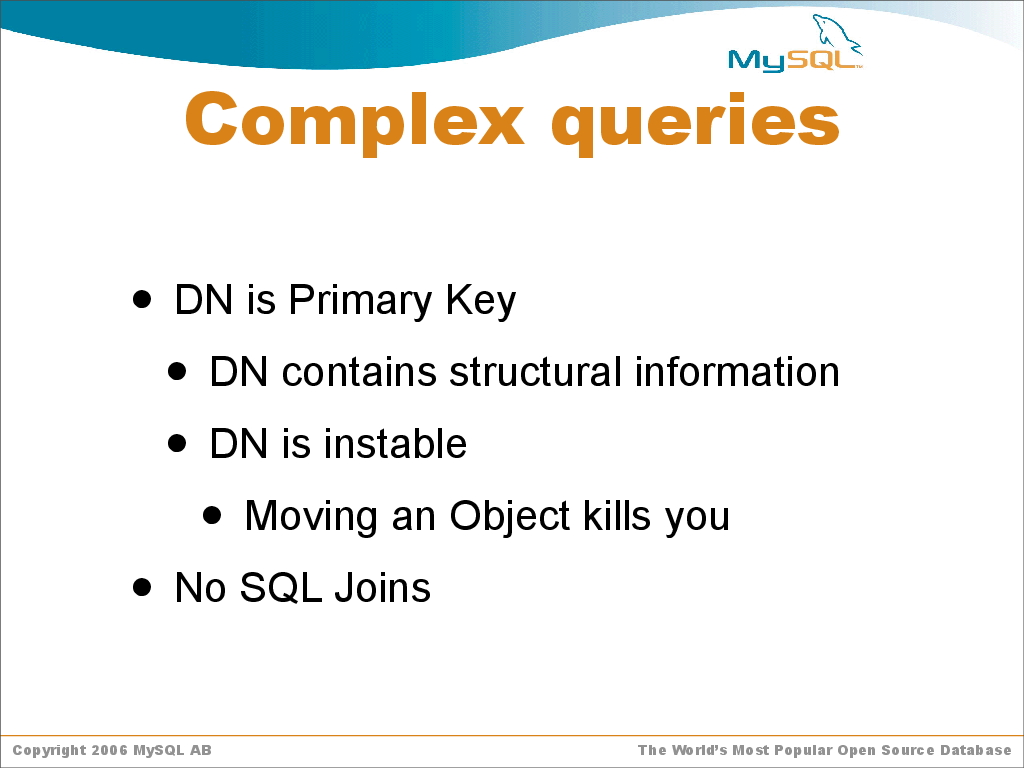 MySQL™
Complex queries
• DN is Primary Key
• DN contains structural information
• DN is instable
• Moving an Object kills you
• No SQL Joins
Copyright 2006 MySQL AB
The World's Most Popular Open Source Database